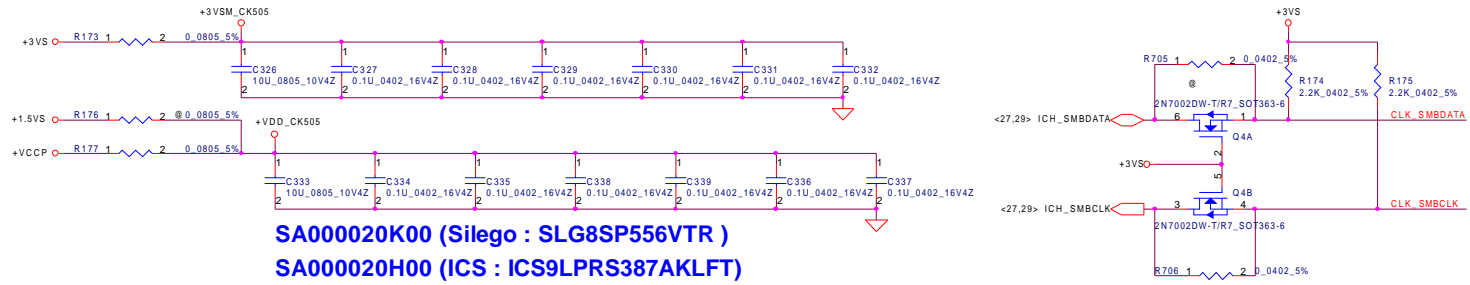 +3VSM_CK505
+3VS R173 1 2 0_0805_5%
1 1 1 1 1 1 1
C326 C327 C328 C329 C330 C331 C332
10U_0805_10V4Z 0.1U_0402_16V4Z 0.1U_0402_16V4Z 0.1U_0402_16V4Z 0.1U_0402_16V4Z 0.1U_0402_16V4Z 0.1U_0402_16V4Z
2 2 2 2 2 2 2
+1.5VS R176 1 2 @ 0_0805_5%
+VDD_CK505
+VCCP R177 1 2 0_0805_5%
1 1 1 1 1 1 1
C333 C334 C335 C338 C339 C336 C337
10U_0805_10V4Z 0.1U_0402_16V4Z 0.1U_0402_16V4Z 0.1U_0402_16V4Z 0.1U_0402_16V4Z 0.1U_0402_16V4Z 0.1U_0402_16V4Z
2 2 2 2 2 2 2
SA000020K00 (Silego : SLG8SP556VTR )
SA000020H00 (ICS : ICS9LPRS387AKLFT)
+3VS
R705 1 2 0_0402_5%
@
R174
2.2K_0402_5%
R175
2.2K_0402_5%
2N7002DW-T/R7_SOT363-6
<27,29> ICH_SMBDATA 6 1 CLK_SMBDATA
Q4A
2
+3VS
5
Q4B
<27,29> ICH_SMBCLK 3 4 CLK_SMBCLK
2N7002DW-T/R7_SOT363-6
R706 1 2 0_0402_5%